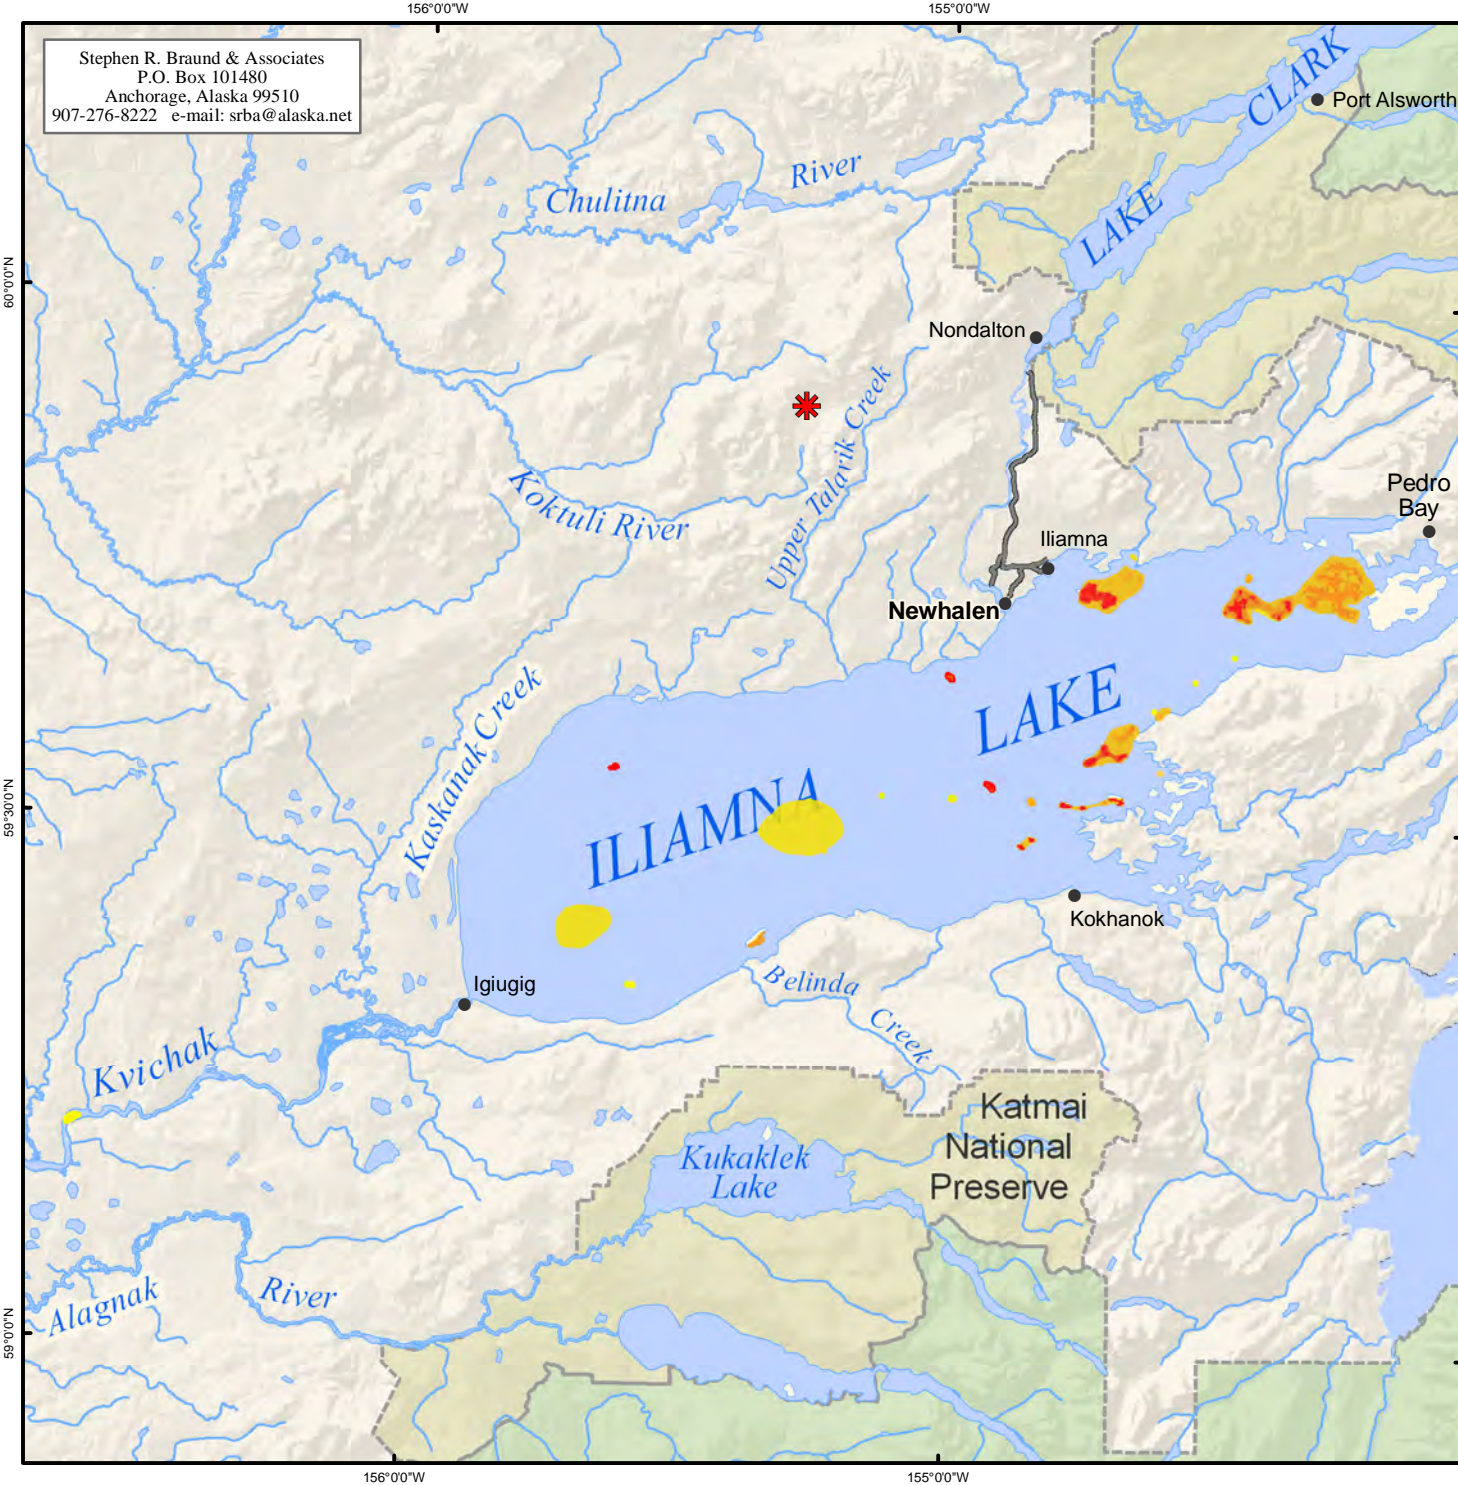 156°0'0"W
155°0'0"W
Stephen R. Braund & Associates
P.O. Box 101480
Anchorage, Alaska 99510
907-276-8222 e-mail: srba@alaska.net
LAKE CLARK
Port Alsworth
Chulitna River
60°0'0"N
Nondalton
Upper Talarik Creek
Koktuli River
Pedro
Bay
Iliamna
Newhalen
Kaskanak Creek
ILIAMNA LAKE
59°30'0"N
Kokhanok
Igiugig
Belinda
Creek
Kvichak
Katmai
National
Preserve
Kukaklek
Lake
Alagnak River
59°0'0"N
156°0'0"W
155°0'0"W